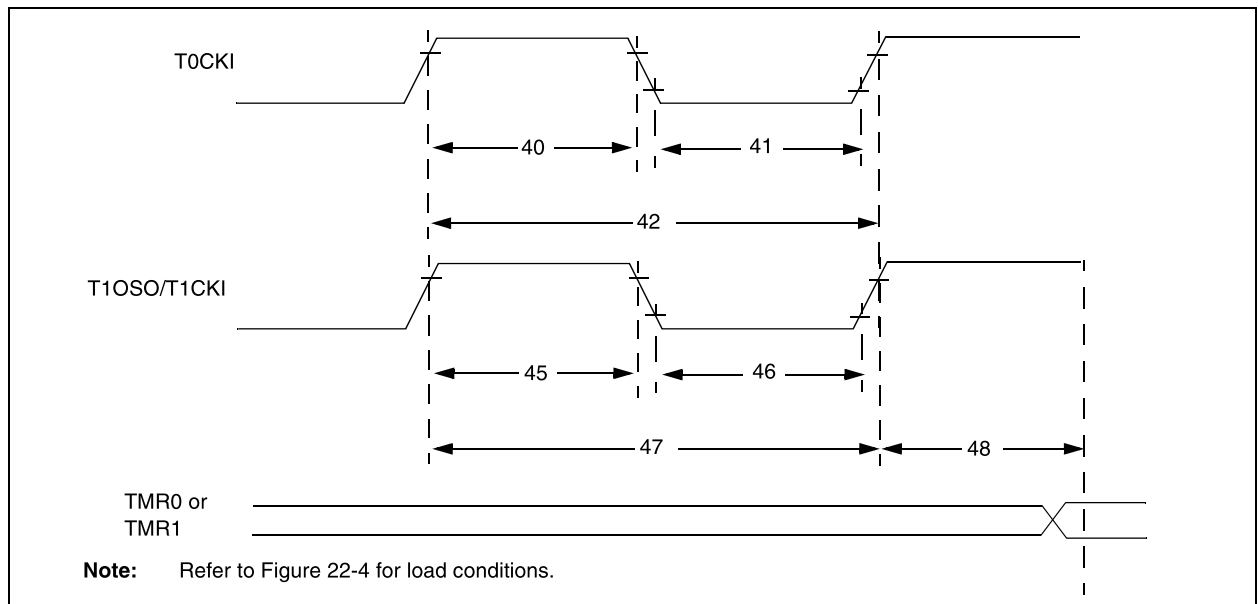 T0CKI
40
41
42
T1OSO/T1CKI
45
46
47
48
TMR0 or
TMR1
Note: Refer to Figure 22-4 for load conditions.